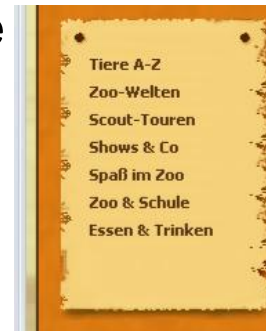 e
Tiere A-Z
Zoo-Welten
Scout-Touren
Shows & Co
Spaß im Zoo
Zoo & Schule
Essen & Trinken